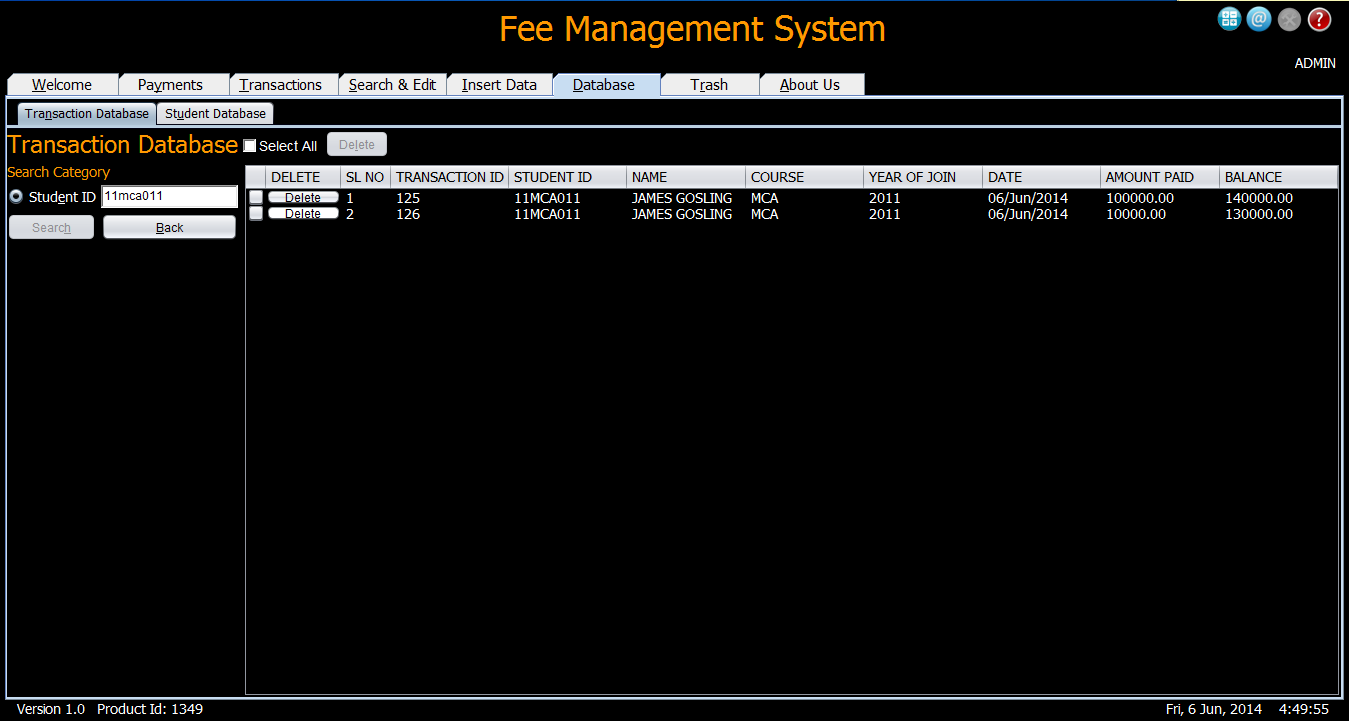 Fee Management System
@ ?
ADMIN
Welcome Payments Transactions Search & Edit Insert Data Database Trash About Us
Transaction Database Student Database
Transaction Database Select All Delete
Search Category
Student ID 11mca011
Search Back
DELETE SL NO TRANSACTION ID STUDENT ID NAME COURSE YEAR OF JOIN DATE AMOUNT PAID BALANCE
Delete 1 125 11MCA011 JAMES GOSLING MCA 2011 06/Jun/2014 100000.00 140000.00
Delete 2 126 11MCA011 JAMES GOSLING MCA 2011 06/Jun/2014 10000.00 130000.00
Version 1.0 Product Id: 1349 Fri, 6 Jun, 2014 4:49:55